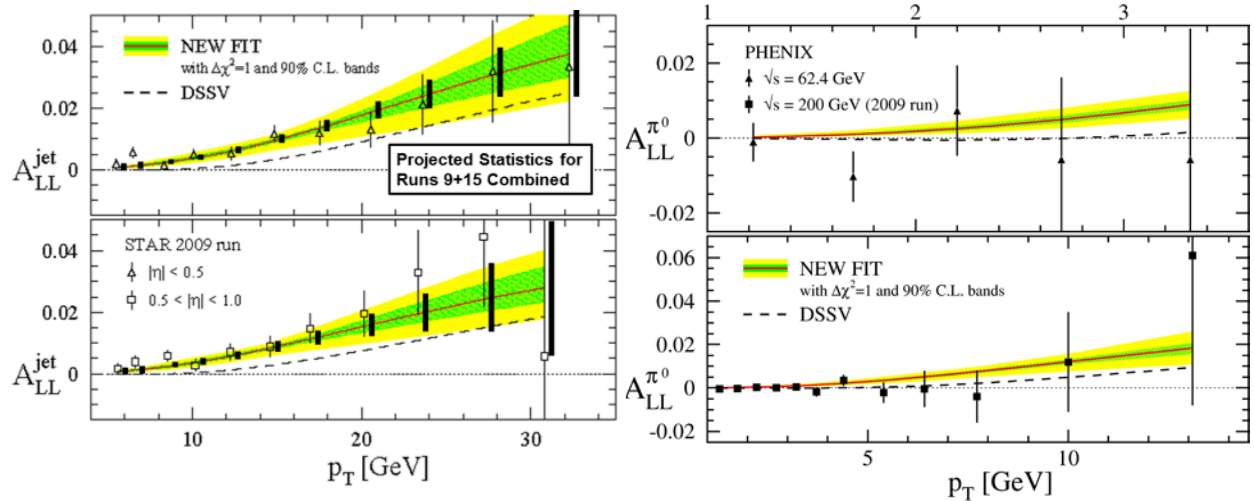 0.04
0.02
0
A_LL^jet
NEW FIT
with Δχ²=1 and 90% C.L. bands
DSSV
Projected Statistics for
Runs 9+15 Combined
0.04
0.02
0
A_LL^jet
STAR 2009 run
|η| < 0.5
0.5 < |η| < 1.0
10 20 30
p_T [GeV]
1 2 3
0.02
0
-0.02
A_LL^π⁰
PHENIX
√s = 62.4 GeV
√s = 200 GeV (2009 run)
0.06
0.04
0.02
0
-0.02
A_LL^π⁰
NEW FIT
with Δχ²=1 and 90% C.L. bands
DSSV
5 10
p_T [GeV]